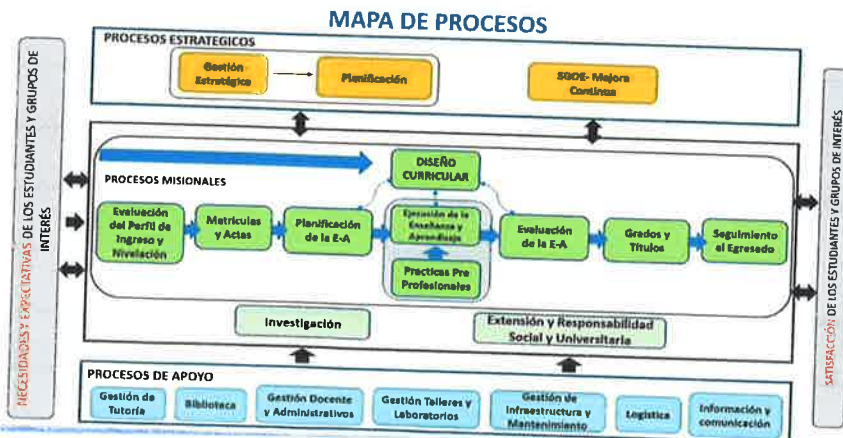 MAPA DE PROCESOS
NECESIDADES Y EXPECTATIVAS DE LOS ESTUDIANTES Y GRUPOS DE
INTERÉS
PROCESOS ESTRATEGICOS
Gestión
Estratégica
Planificación
SGOE- Mejora
Continua
PROCESOS MISIONALES
DISEÑO
CURRICULAR
Evaluación
del Perfil de
Ingreso y
Nivelación
Matrículas
y Actas
Planificación
de la E-A
Ejecución de la
Enseñanza y
Aprendizaje
Practicas Pre
Profesionales
Evaluación
de la E-A
Grados y
Títulos
Seguimiento
al Egresado
Investigación
Extensión y Responsabilidad
Social y Universitaria
PROCESOS DE APOYO
Gestión de
Tutoría
Biblioteca
Gestión Docente
y Administrativos
Gestión Talleres y
Laboratorios
Gestión de
Infraestructura y
Mantenimiento
Logística
Información y
comunicación
SATISFACCIÓN DE LOS ESTUDIANTES Y GRUPOS DE INTERÉS